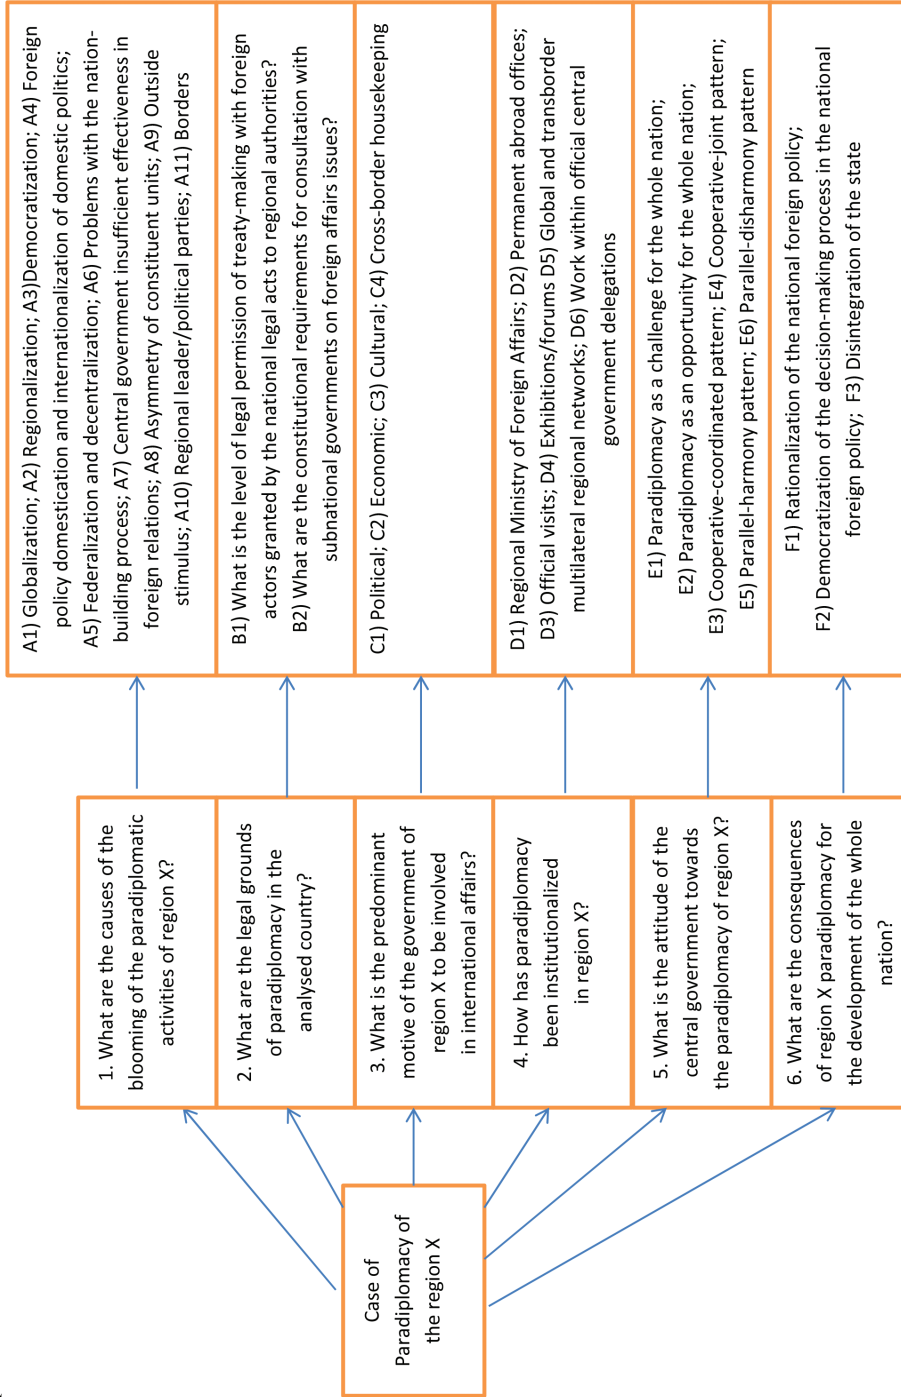 Case of
Paradiplomacy of
the region X
1. What are the causes of the
blooming of the paradiplomatic
activities of region X?
2. What are the legal grounds
of paradiplomacy in the
analysed country?
3. What is the predominant
motive of the government of
region X to be involved
in international affairs?
4. How has paradiplomacy
been institutionalized
in region X?
5. What is the attitude of the
central government towards
the paradiplomacy of region X?
6. What are the consequences
of region X paradiplomacy for
the development of the whole
nation?
A1) Globalization; A2) Regionalization; A3)Democratization; A4) Foreign
policy domestication and internationalization of domestic politics;
A5) Federalization and decentralization; A6) Problems with the nation-
building process; A7) Central government insufficient effectiveness in
foreign relations; A8) Asymmetry of constituent units; A9) Outside
stimulus; A10) Regional leader/political parties; A11) Borders
B1) What is the level of legal permission of treaty-making with foreign
actors granted by the national legal acts to regional authorities?
B2) What are the constitutional requirements for consultation with
subnational governments on foreign affairs issues?
C1) Political; C2) Economic; C3) Cultural; C4) Cross-border housekeeping
D1) Regional Ministry of Foreign Affairs; D2) Permanent abroad offices;
D3) Official visits; D4) Exhibitions/forums D5) Global and transborder
multilateral regional networks; D6) Work within official central
government delegations
E1) Paradiplomacy as a challenge for the whole nation;
E2) Paradiplomacy as an opportunity for the whole nation;
E3) Cooperative-coordinated pattern; E4) Cooperative-joint pattern;
E5) Parallel-harmony pattern; E6) Parallel-disharmony pattern
F1) Rationalization of the national foreign policy;
F2) Democratization of the decision-making process in the national
foreign policy; F3) Disintegration of the state